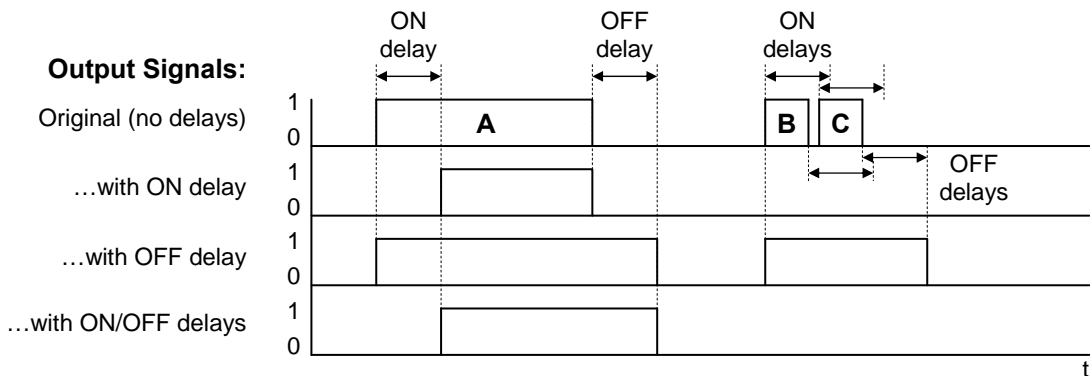 ON
delay
OFF
delay
ON
delays
Output Signals:
Original (no delays)
1
0
A
B
C
OFF
delays
…with ON delay
1
0
…with OFF delay
1
0
…with ON/OFF delays
1
0
t